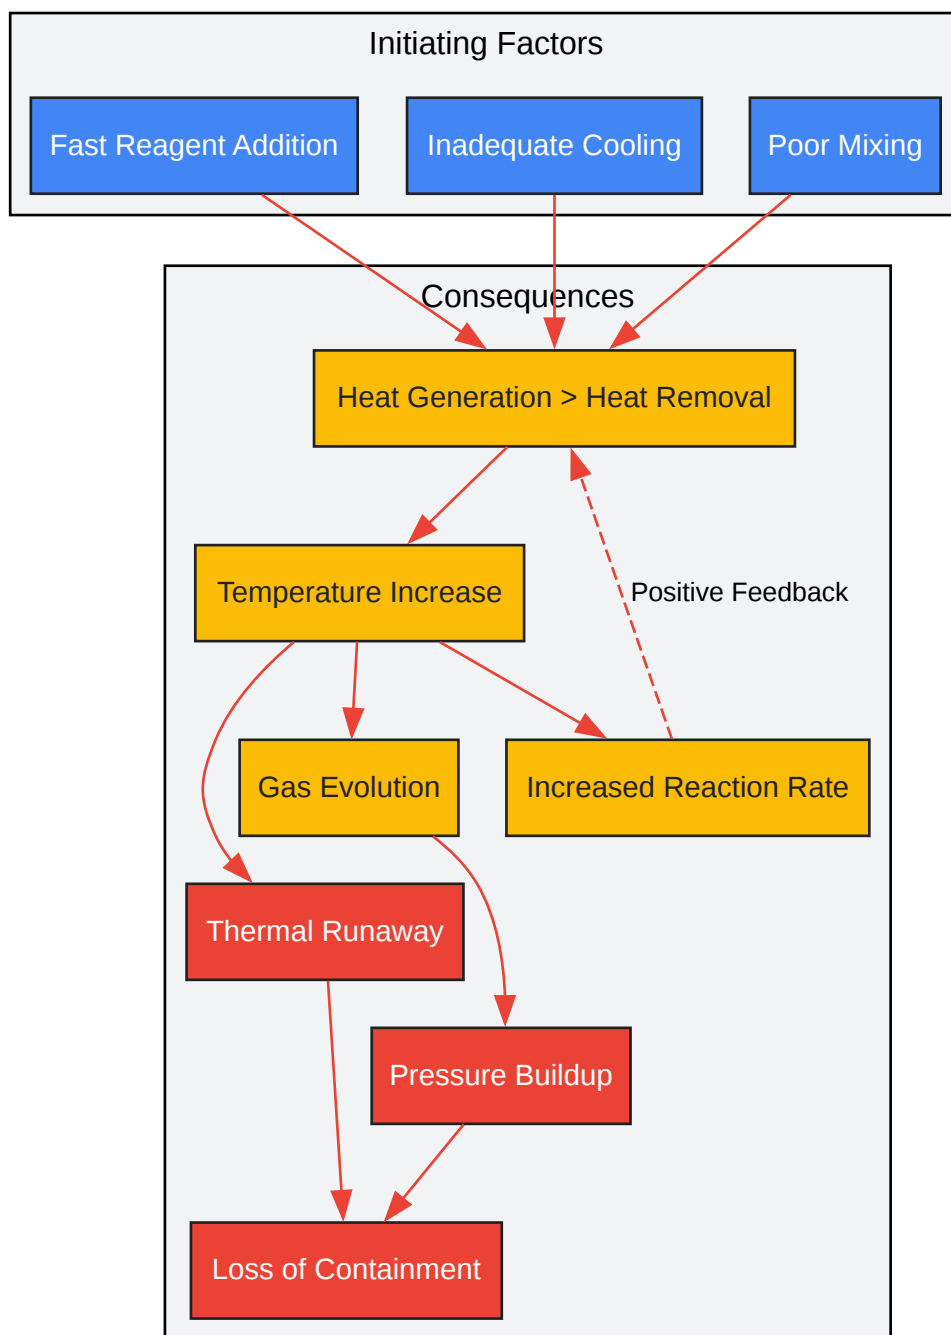 Initiating Factors
Fast Reagent Addition
Inadequate Cooling
Poor Mixing
Consequences
Heat Generation > Heat Removal
Temperature Increase
Positive Feedback
Gas Evolution
Increased Reaction Rate
Thermal Runaway
Pressure Buildup
Loss of Containment